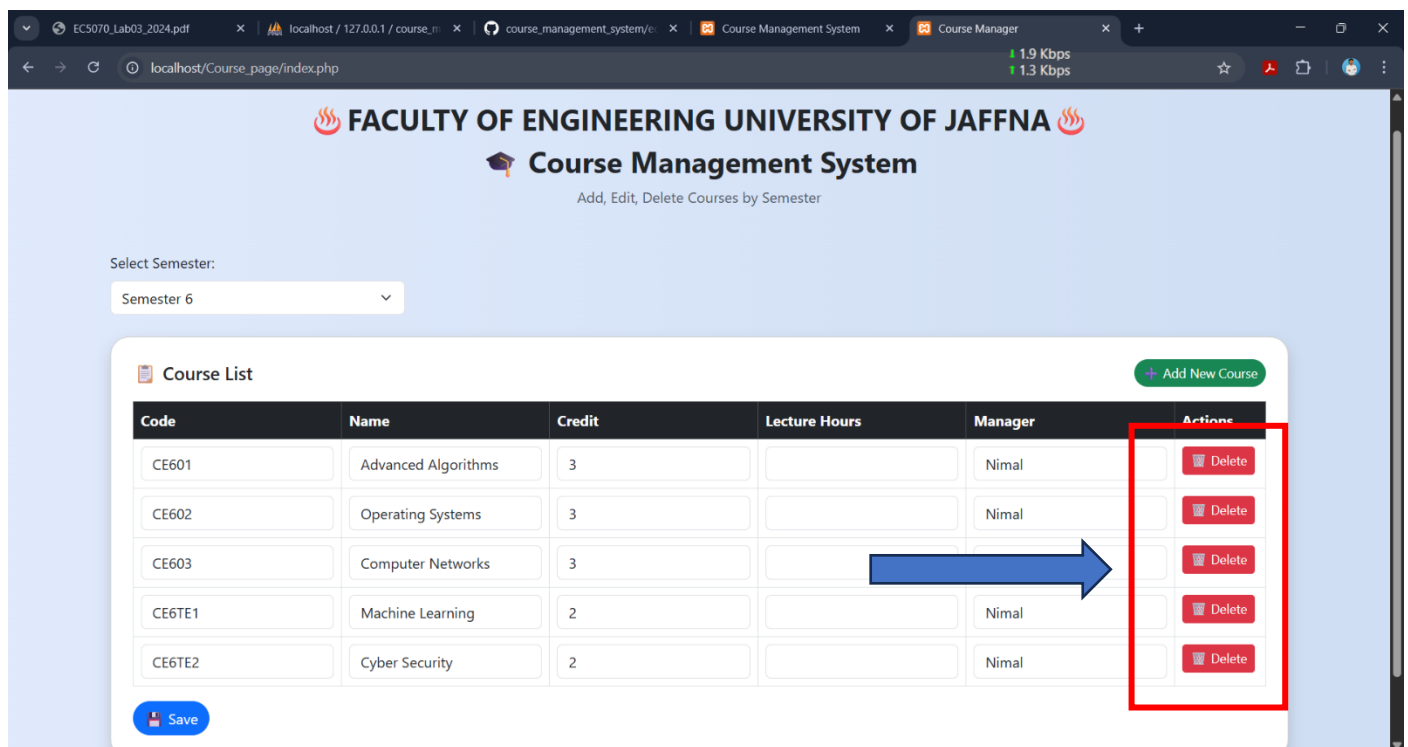 EC5070_Lab03_2024.pdf
localhost / 127.0.0.1 / course_m
course_management_system/ec
Course Management System
Course Manager
localhost/Course_page/index.php
1.9 Kbps
1.3 Kbps
FACULTY OF ENGINEERING UNIVERSITY OF JAFFNA
Course Management System
Add, Edit, Delete Courses by Semester
Select Semester:
Semester 6
Course List
Add New Course
Code Name Credit Lecture Hours Manager Actions
CE601 Advanced Algorithms 3 Nimal Delete
CE602 Operating Systems 3 Nimal Delete
CE603 Computer Networks 3 Delete
CE6TE1 Machine Learning 2 Nimal Delete
CE6TE2 Cyber Security 2 Nimal Delete
Save